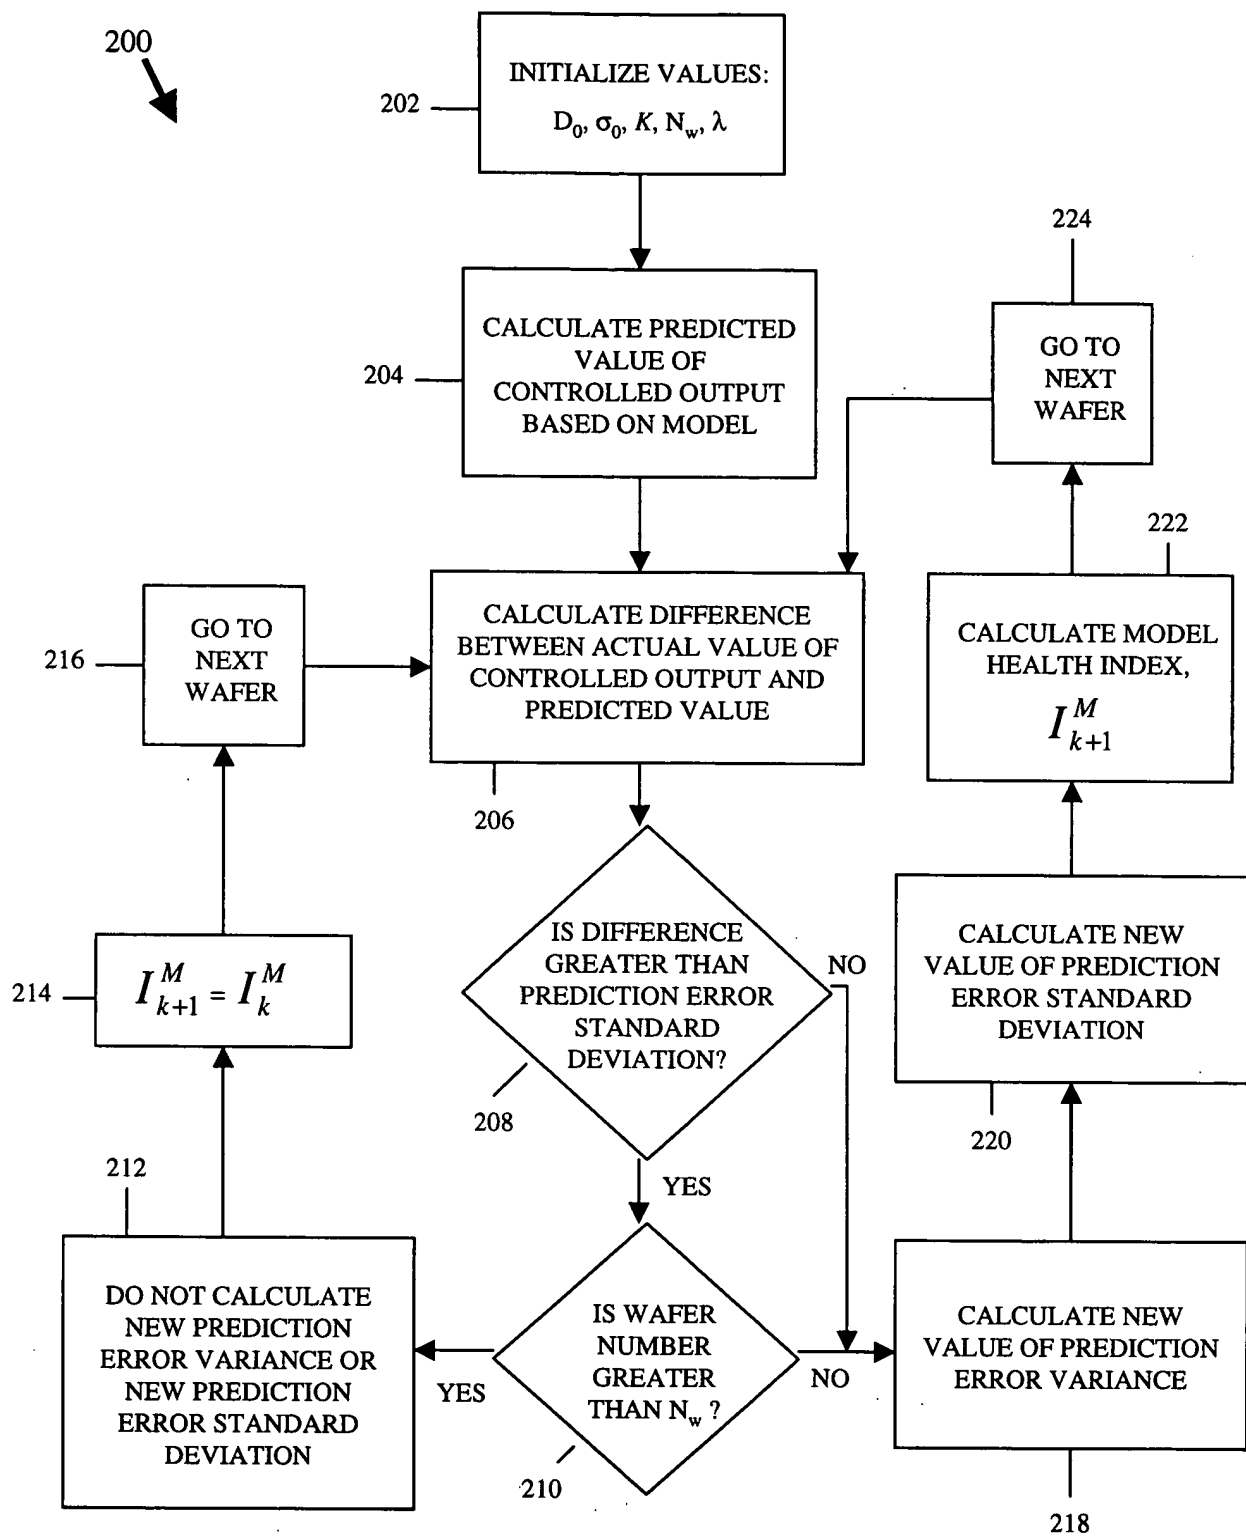 200
202
INITIALIZE VALUES:
D₀, σ₀, K, N_w, λ
204
CALCULATE PREDICTED
VALUE OF
CONTROLLED OUTPUT
BASED ON MODEL
224
GO TO
NEXT
WAFER
222
CALCULATE MODEL
HEALTH INDEX,
I^M_{k+1}
216
GO TO
NEXT
WAFER
CALCULATE DIFFERENCE
BETWEEN ACTUAL VALUE OF
CONTROLLED OUTPUT AND
PREDICTED VALUE
206
IS DIFFERENCE
GREATER THAN
PREDICTION ERROR
STANDARD
DEVIATION?
NO
208
YES
214
I^M_{k+1} = I^M_k
CALCULATE NEW
VALUE OF PREDICTION
ERROR STANDARD
DEVIATION
220
212
DO NOT CALCULATE
NEW PREDICTION
ERROR VARIANCE OR
NEW PREDICTION
ERROR STANDARD
DEVIATION
YES
IS WAFER
NUMBER
GREATER
THAN N_w ?
NO
210
CALCULATE NEW
VALUE OF PREDICTION
ERROR VARIANCE
218